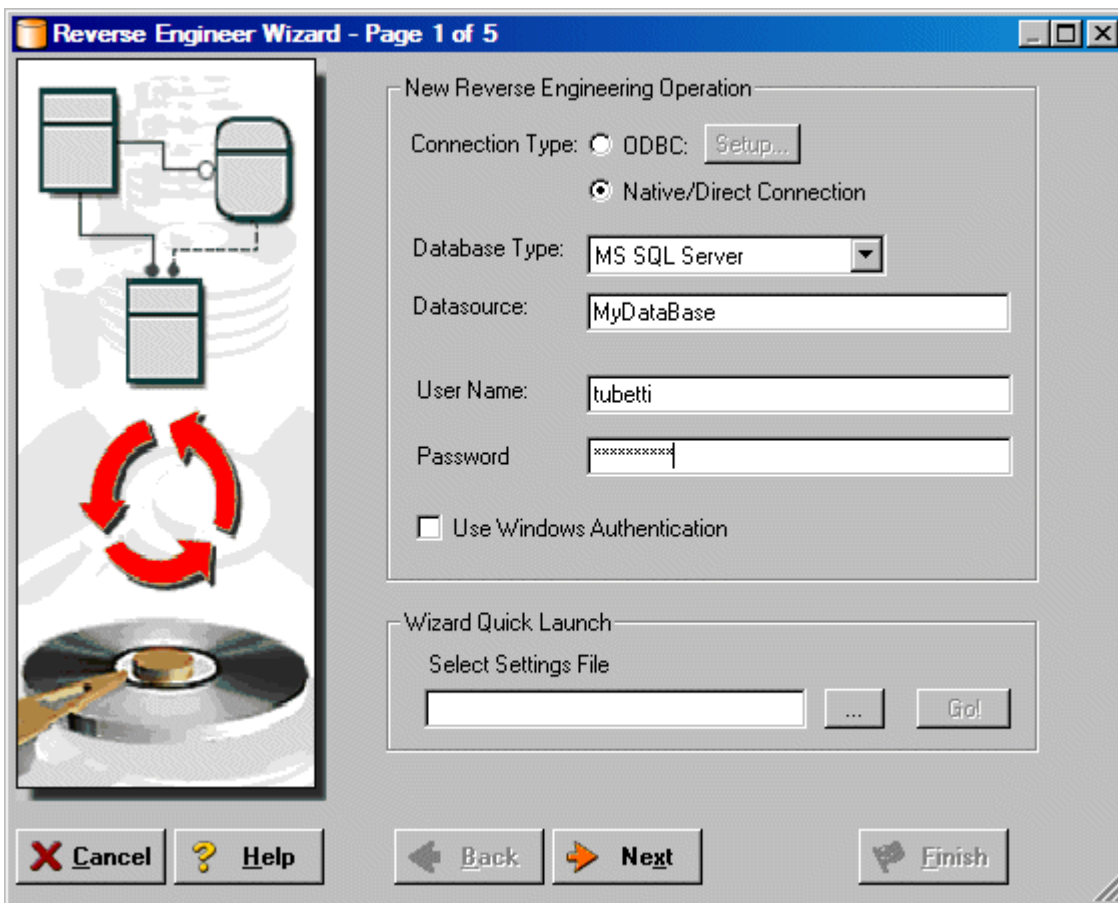 Reverse Engineer Wizard - Page 1 of 5
New Reverse Engineering Operation
Connection Type: ODBC: Setup...
Native/Direct Connection
Database Type: MS SQL Server
Datasource: MyDataBase
User Name: tubetti
Password **********
Use Windows Authentication
Wizard Quick Launch
Select Settings File
... Go!
Cancel Help Back Next Finish